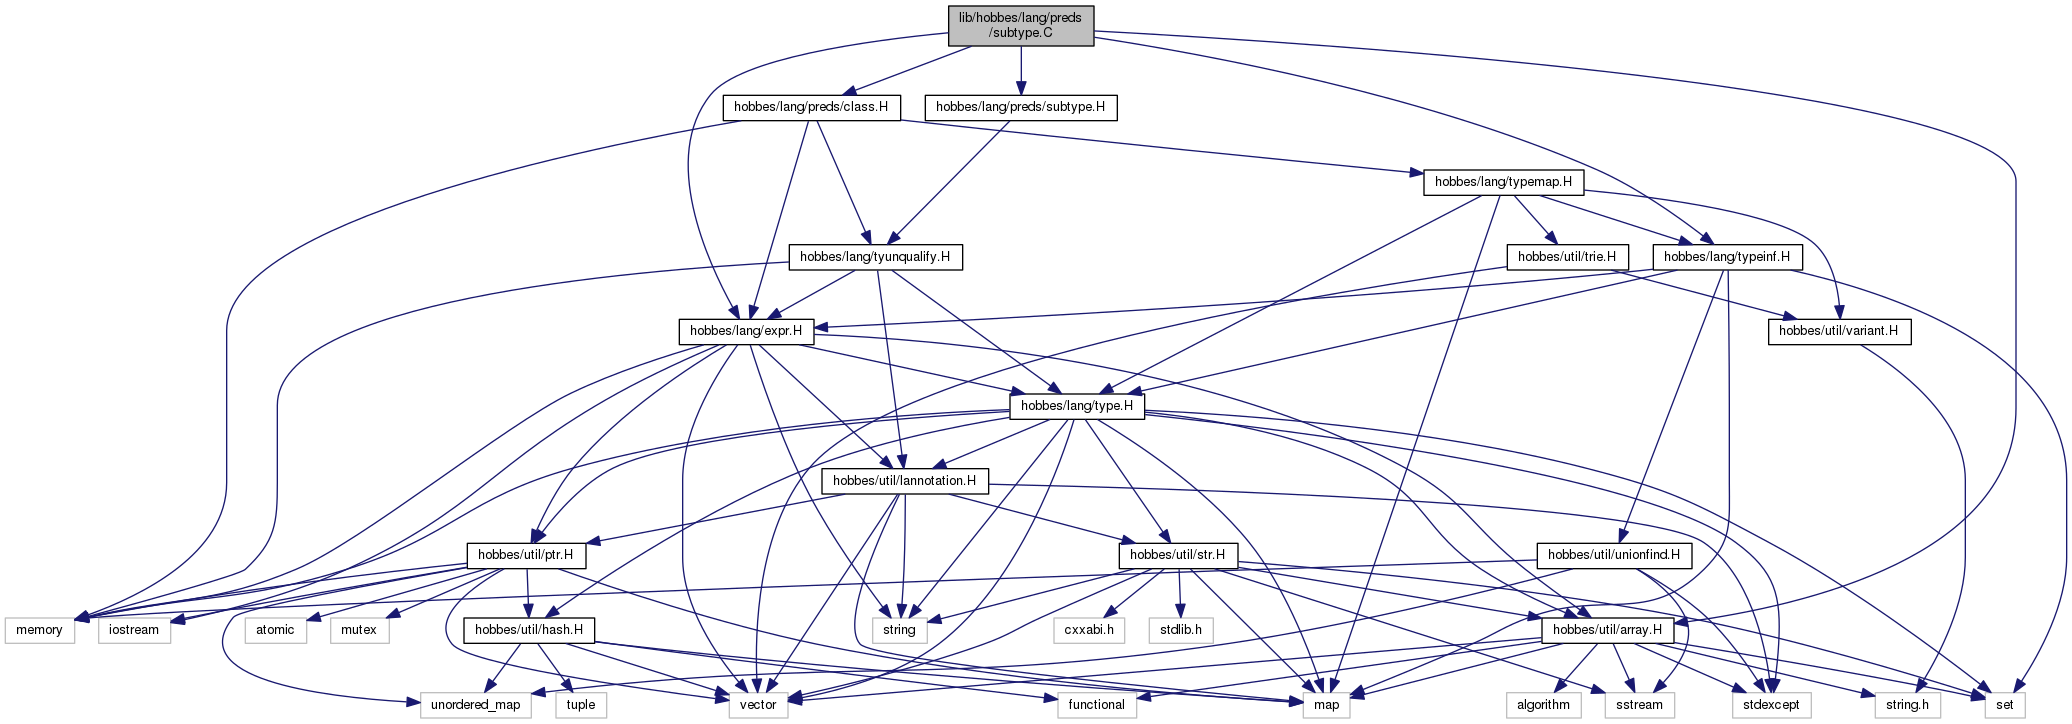 lib/hobbes/lang/preds
/subtype.C
hobbes/lang/preds/class.H
hobbes/lang/preds/subtype.H
hobbes/lang/typemap.H
hobbes/lang/tyunqualify.H
hobbes/util/trie.H
hobbes/lang/typeinf.H
hobbes/lang/expr.H
hobbes/util/variant.H
hobbes/lang/type.H
hobbes/util/lannotation.H
hobbes/util/ptr.H
hobbes/util/str.H
hobbes/util/unionfind.H
memory
iostream
atomic
mutex
hobbes/util/hash.H
string
cxxabi.h
stdlib.h
hobbes/util/array.H
unordered_map
tuple
vector
functional
map
algorithm
sstream
stdexcept
string.h
set